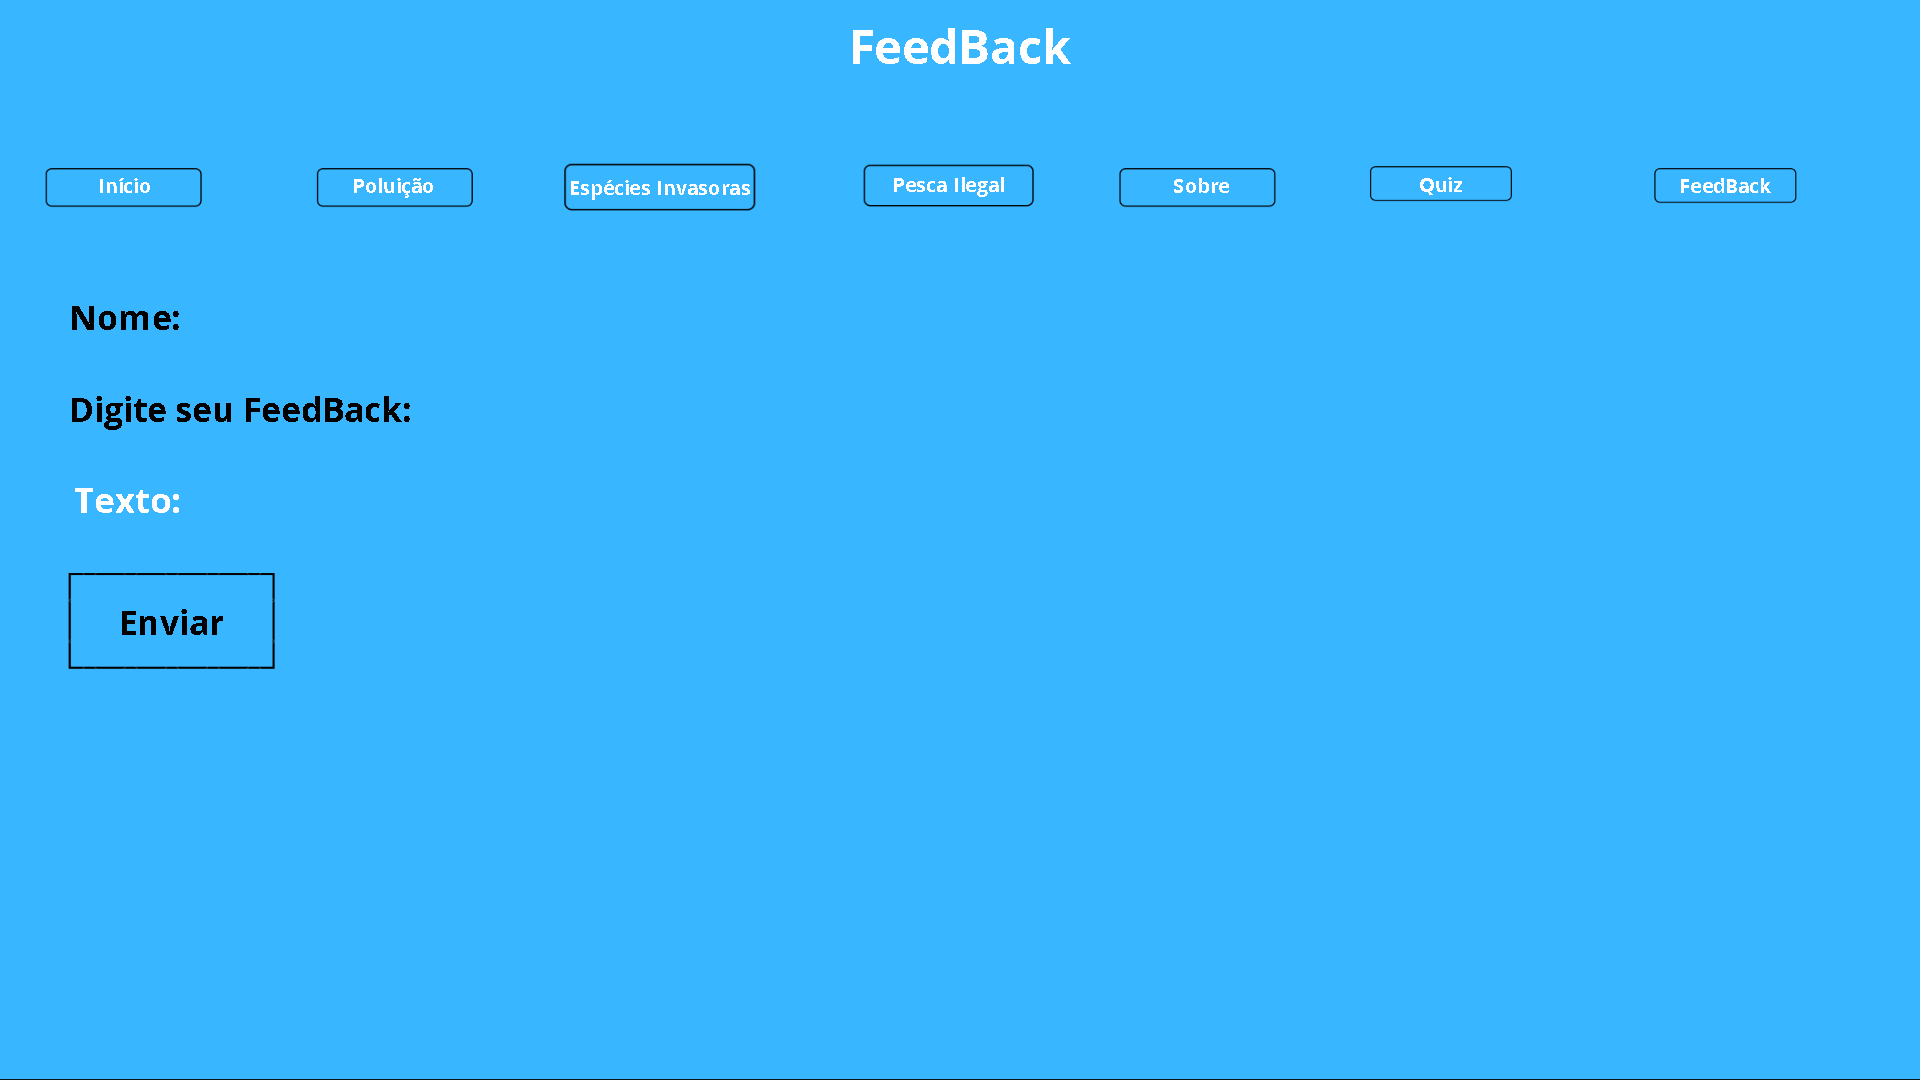 FeedBack
Início
Poluição
Espécies Invasoras
Pesca Ilegal
Sobre
Quiz
FeedBack
Nome:
Digite seu FeedBack:
Texto:
Enviar